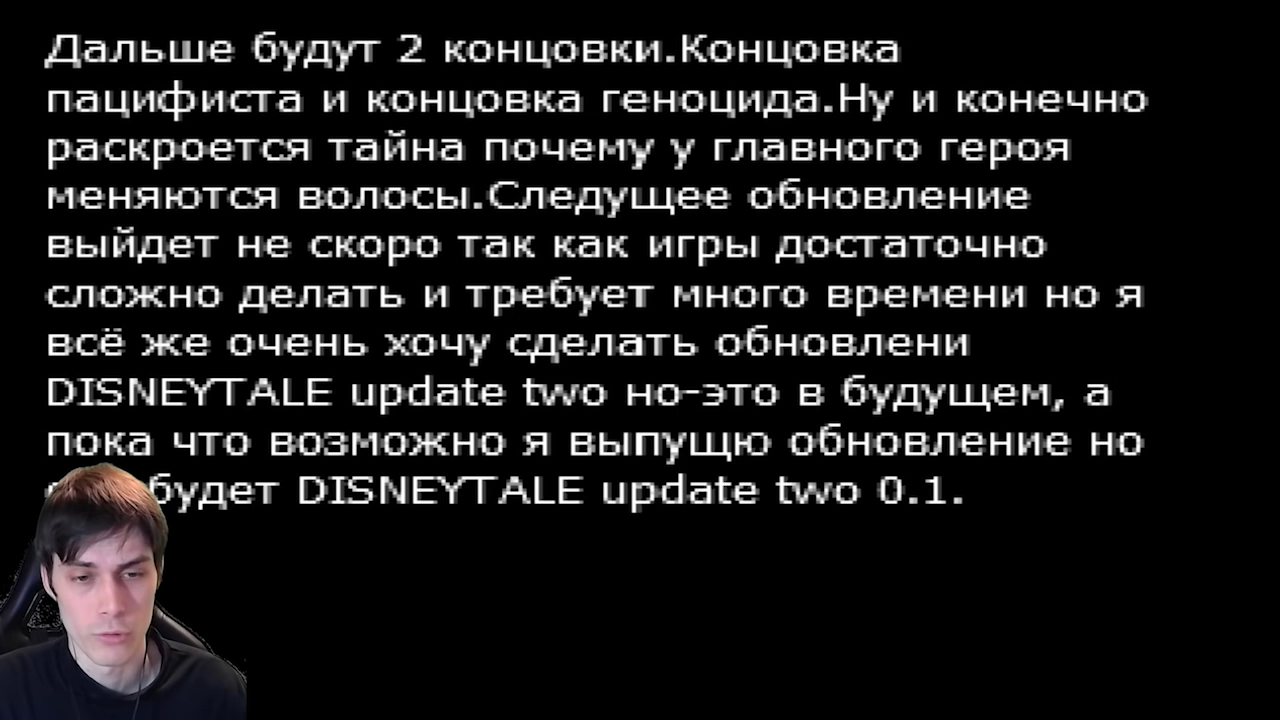 Дальше будут 2 концовки.Концовка
пацифиста и концовка геноцида.Ну и конечно
раскроется тайна почему у главного героя
меняются волосы.Следущее обновление
выйдет не скоро так как игры достаточно
сложно делать и требует много времени но я
всё же очень хочу сделать обновлени
DISNEYTALE update two но-это в будущем, а
пока что возможно я выпущю обновление но
будет DISNEYTALE update two 0.1.